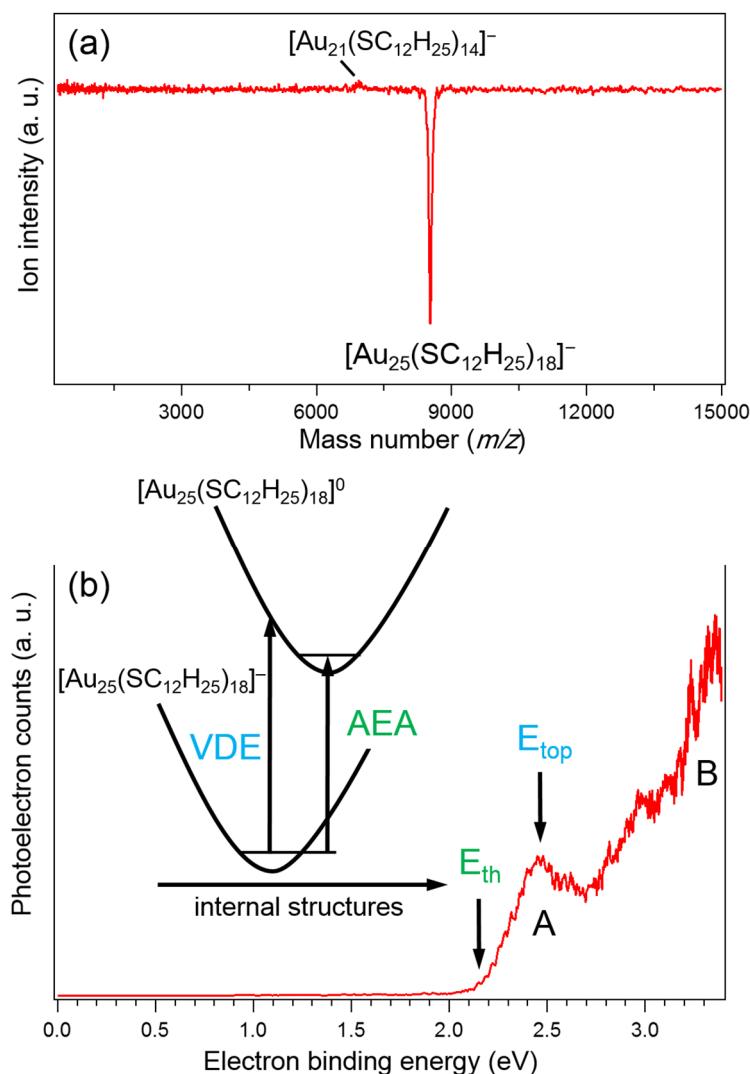 (a)
[Au₂₁(SC₁₂H₂₅)₁₄]⁻
Ion intensity (a. u.)
[Au₂₅(SC₁₂H₂₅)₁₈]⁻
3000 6000 9000 12000 15000
Mass number (m/z)
[Au₂₅(SC₁₂H₂₅)₁₈]⁰
(b)
Photoelectron counts (a. u.)
[Au₂₅(SC₁₂H₂₅)₁₈]⁻
VDE
AEA
E_top
B
E_th
A
internal structures
0.0 0.5 1.0 1.5 2.0 2.5 3.0
Electron binding energy (eV)